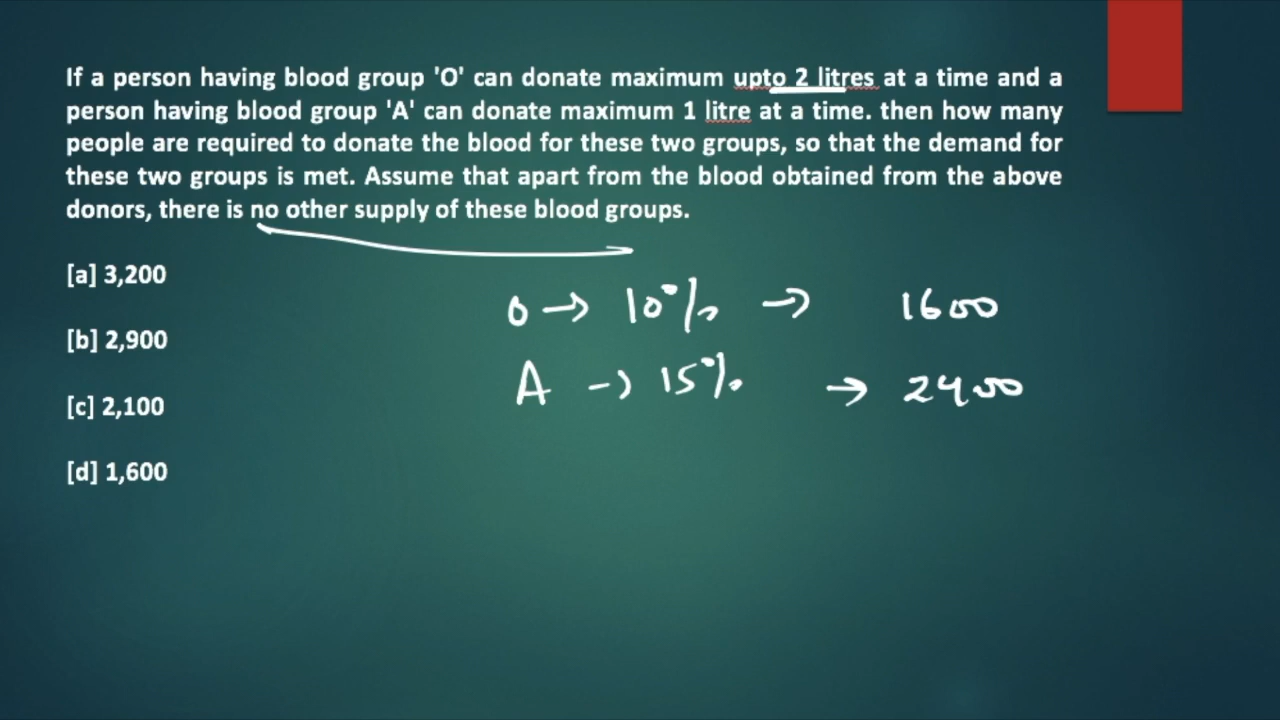 If a person having blood group 'O' can donate maximum upto 2 litres at a time and a
person having blood group 'A' can donate maximum 1 litre at a time. then how many
people are required to donate the blood for these two groups, so that the demand for
these two groups is met. Assume that apart from the blood obtained from the above
donors, there is no other supply of these blood groups.
[a] 3,200
O → 10% → 1600
[b] 2,900
A → 15% → 2400
[c] 2,100
[d] 1,600